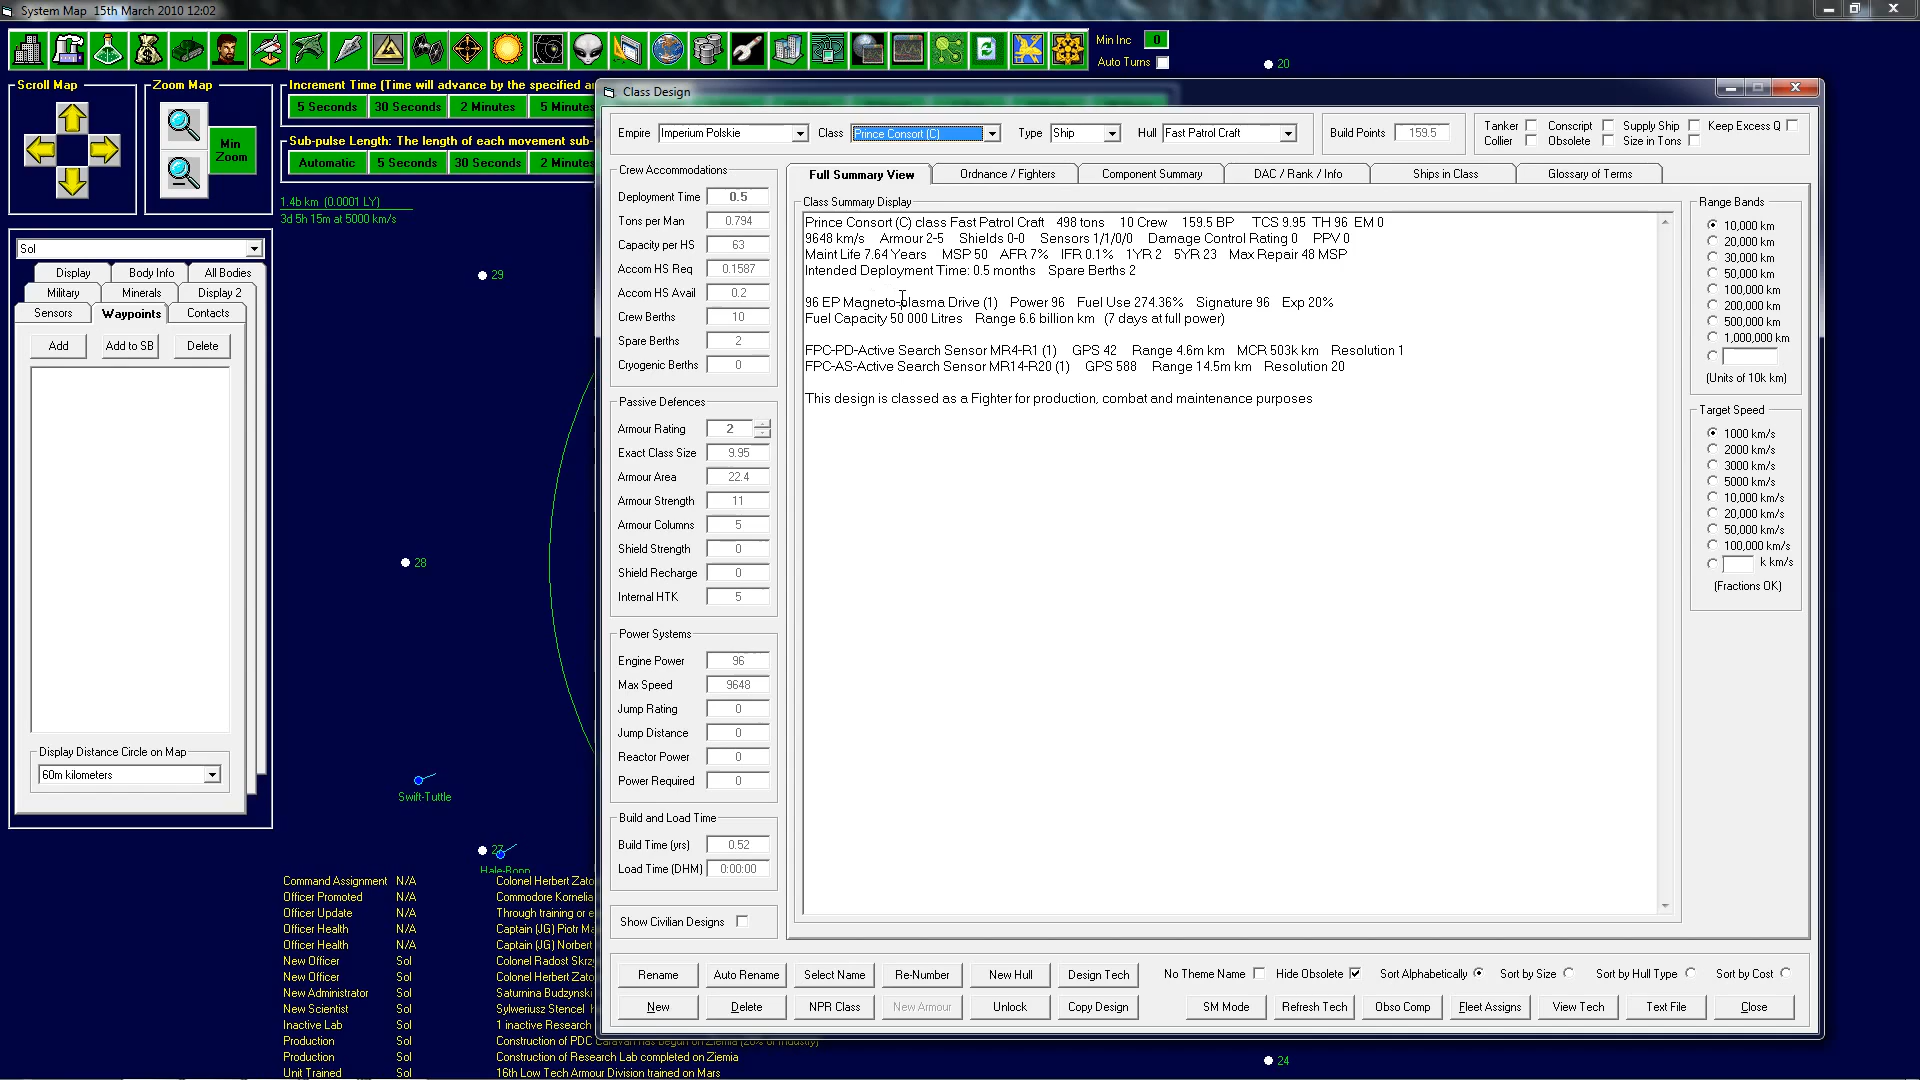 System Map  15th March 2010 12:02
Min Inc 0
Auto Turns
20
Scroll Map
Zoom Map
Min Zoom
Increment Time (Time will advance by the specified an
5 Seconds 30 Seconds 2 Minutes 5 Minutes
Sub-pulse Length: The length of each movement sub-
Automatic 5 Seconds 30 Seconds 2 Minutes
1.4b km (0.0001 LY)
3d 5h 15m at 5000 km/s
Sol
Display Body Info All Bodies
Military Minerals Display 2
Sensors Waypoints Contacts
Add Add to SB Delete
Display Distance Circle on Map
60m kilometers
29
28
Swift-Tuttle
27
Hale-Bopp
24
Command Assignment N/A Colonel Herbert Zato
Officer Promoted N/A Commodore Kornelia
Officer Update N/A Through training or e
Officer Health N/A Captain (JG) Piotr Ma
Officer Health N/A Captain (JG) Norbert
New Officer Sol Colonel Radost Skrz
New Officer Sol Colonel Herbert Zato
New Administrator Sol Saturnina Budzynski
New Scientist Sol Sylweriusz Stencel
Inactive Lab Sol 1 inactive Research
Production Sol Construction of PDC Caravan has begun on Ziemia (20% of industry)
Production Sol Construction of Research Lab completed on Ziemia
Unit Trained Sol 16th Low Tech Armour Division trained on Mars
Class Design
Empire Imperium Polskie Class Prince Consort (C) Type Ship Hull Fast Patrol Craft Build Points 159.5
Tanker Conscript Supply Ship Keep Excess Q
Collier Obsolete Size in Tons
Crew Accommodations
Deployment Time 0.5
Tons per Man 0.794
Capacity per HS 63
Accom HS Req 0.1587
Accom HS Avail 0.2
Crew Berths 10
Spare Berths 2
Cryogenic Berths 0
Passive Defences
Armour Rating 2
Exact Class Size 9.95
Armour Area 22.4
Armour Strength 11
Armour Columns 5
Shield Strength 0
Shield Recharge 0
Internal HTK 5
Power Systems
Engine Power 96
Max Speed 9648
Jump Rating 0
Jump Distance 0
Reactor Power 0
Power Required 0
Build and Load Time
Build Time (yrs) 0.52
Load Time (DHM) 0:00:00
Show Civilian Designs
Full Summary View Ordnance / Fighters Component Summary DAC / Rank / Info Ships in Class Glossary of Terms
Class Summary Display
Prince Consort (C) class Fast Patrol Craft 498 tons 10 Crew 159.5 BP TCS 9.95 TH 96 EM 0
9648 km/s Armour 2-5 Shields 0-0 Sensors 1/1/0/0 Damage Control Rating 0 PPV 0
Maint Life 7.64 Years MSP 50 AFR 7% IFR 0.1% 1YR 2 5YR 23 Max Repair 48 MSP
Intended Deployment Time: 0.5 months Spare Berths 2
96 EP Magneto-plasma Drive (1) Power 96 Fuel Use 274.36% Signature 96 Exp 20%
Fuel Capacity 50 000 Litres Range 6.6 billion km (7 days at full power)
FPC-PD-Active Search Sensor MR4-R1 (1) GPS 42 Range 4.6m km MCR 503k km Resolution 1
FPC-AS-Active Search Sensor MR14-R20 (1) GPS 588 Range 14.5m km Resolution 20
This design is classed as a Fighter for production, combat and maintenance purposes
Range Bands
10,000 km
20,000 km
30,000 km
50,000 km
100,000 km
200,000 km
500,000 km
1,000,000 km
(Units of 10k km)
Target Speed
1000 km/s
2000 km/s
3000 km/s
5000 km/s
10,000 km/s
20,000 km/s
50,000 km/s
100,000 km/s
k km/s
(Fractions OK)
Rename Auto Rename Select Name Re-Number New Hull Design Tech No Theme Name Hide Obsolete Sort Alphabetically Sort by Size Sort by Hull Type Sort by Cost
New Delete NPR Class New Armour Unlock Copy Design SM Mode Refresh Tech Obso Comp Fleet Assigns View Tech Text File Close